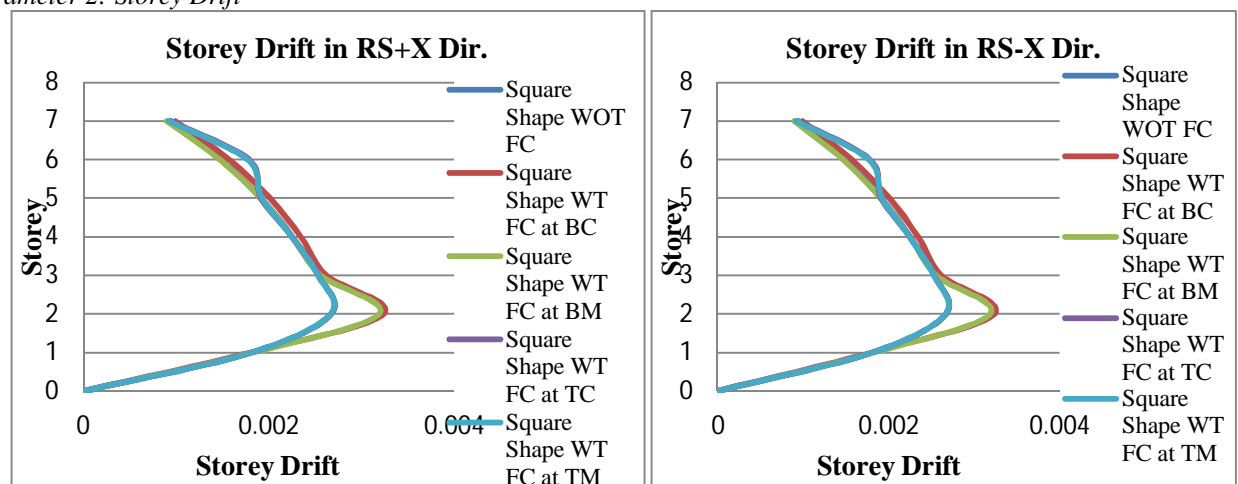 ameter 2: Storey Drift
Storey Drift in RS+X Dir.
8
7
6
5
4
3
2
1
0
Storey
0
0.002
0.004
Storey Drift
Square
Shape WOT
FC
Square
Shape WT
FC at BC
Square
Shape WT
FC at BM
Square
Shape WT
FC at TC
Square
Shape WT
FC at TM
Storey Drift in RS-X Dir.
8
7
6
5
4
3
2
1
0
Storey
0
0.002
0.004
Storey Drift
Square
Shape
WOT FC
Square
Shape WT
FC at BC
Square
Shape WT
FC at BM
Square
Shape WT
FC at TC
Square
Shape WT
FC at TM